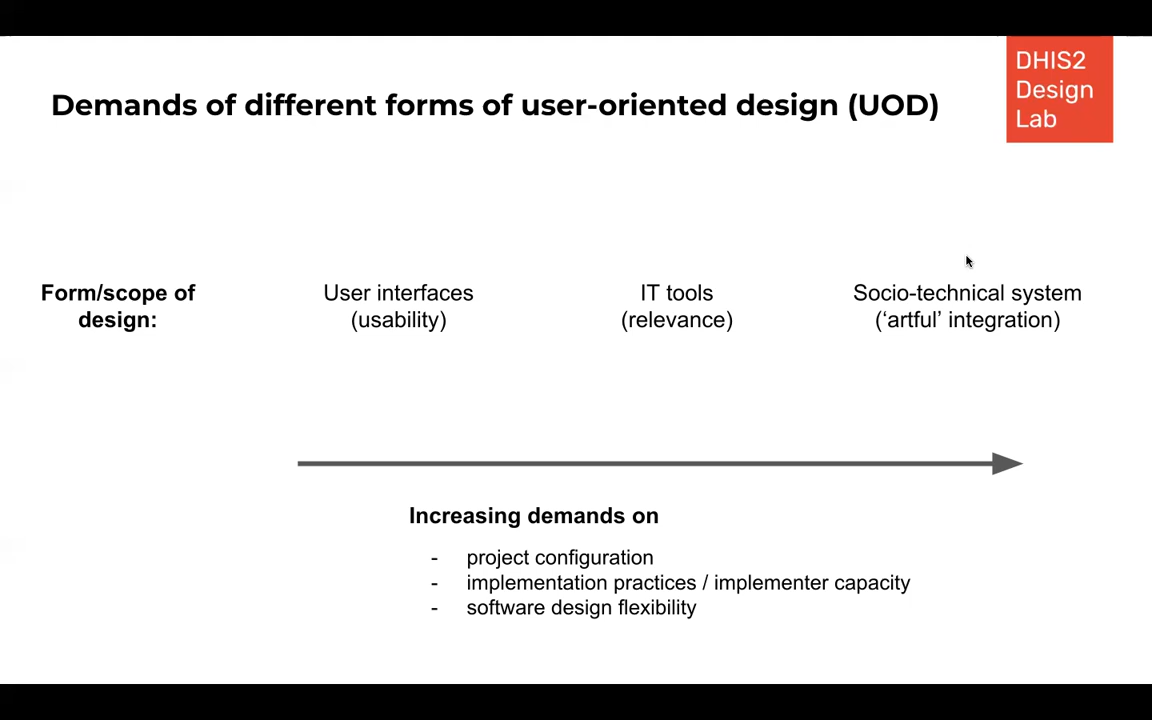 DHIS2
Design
Lab
Demands of different forms of user-oriented design (UOD)
Form/scope of
design:
User interfaces
(usability)
IT tools
(relevance)
Socio-technical system
(‘artful’ integration)
Increasing demands on
- project configuration
- implementation practices / implementer capacity
- software design flexibility